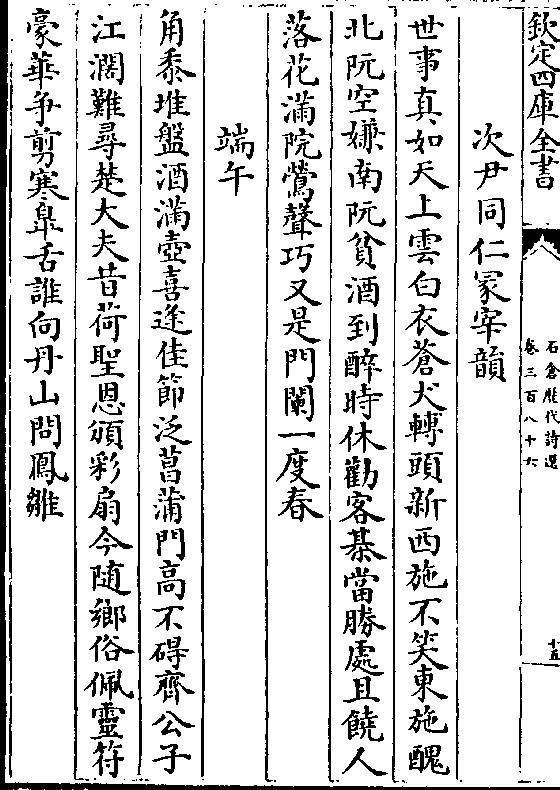 欽定四庫全書
石倉歷代詩選
卷三百八十六
十五
次尹同仁冢宰韻
世事真如天上雲白衣蒼犬轉頭新西施不笑東施醜
北阮空嫌南阮貧酒到醉時休勸客棊當勝處且饒人
落花滿院鶯聲巧又是門闌一度春
端午
角黍堆盤酒滿壺喜逢佳節泛菖蒲門高不碍齊公子
江濶難尋楚大夫昔荷聖恩頒彩扇今随鄉俗佩靈符
豪華争剪寒臯舌誰向丹山問鳳雛